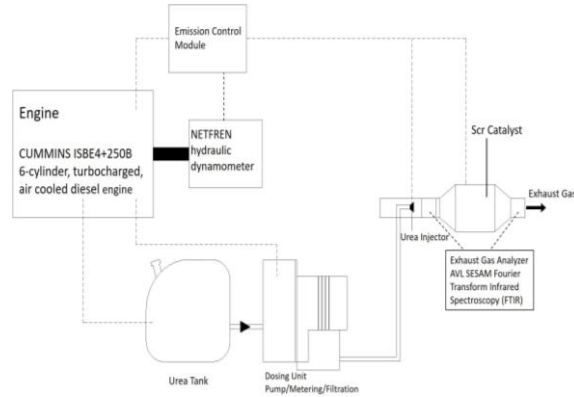 Emission Control
Module
Engine
CUMMINS ISBE4+250B
6-cylinder, turbocharged,
air cooled diesel engine
NETFREN
hydraulic
dynamometer
Scr Catalyst
Exhaust Gas
Urea Injector
Exhaust Gas Analyzer
AVL SESAM Fourier
Transform Infrared
Spectroscopy (FTIR)
Urea Tank
Dosing Unit
Pump/Metering/Filtration